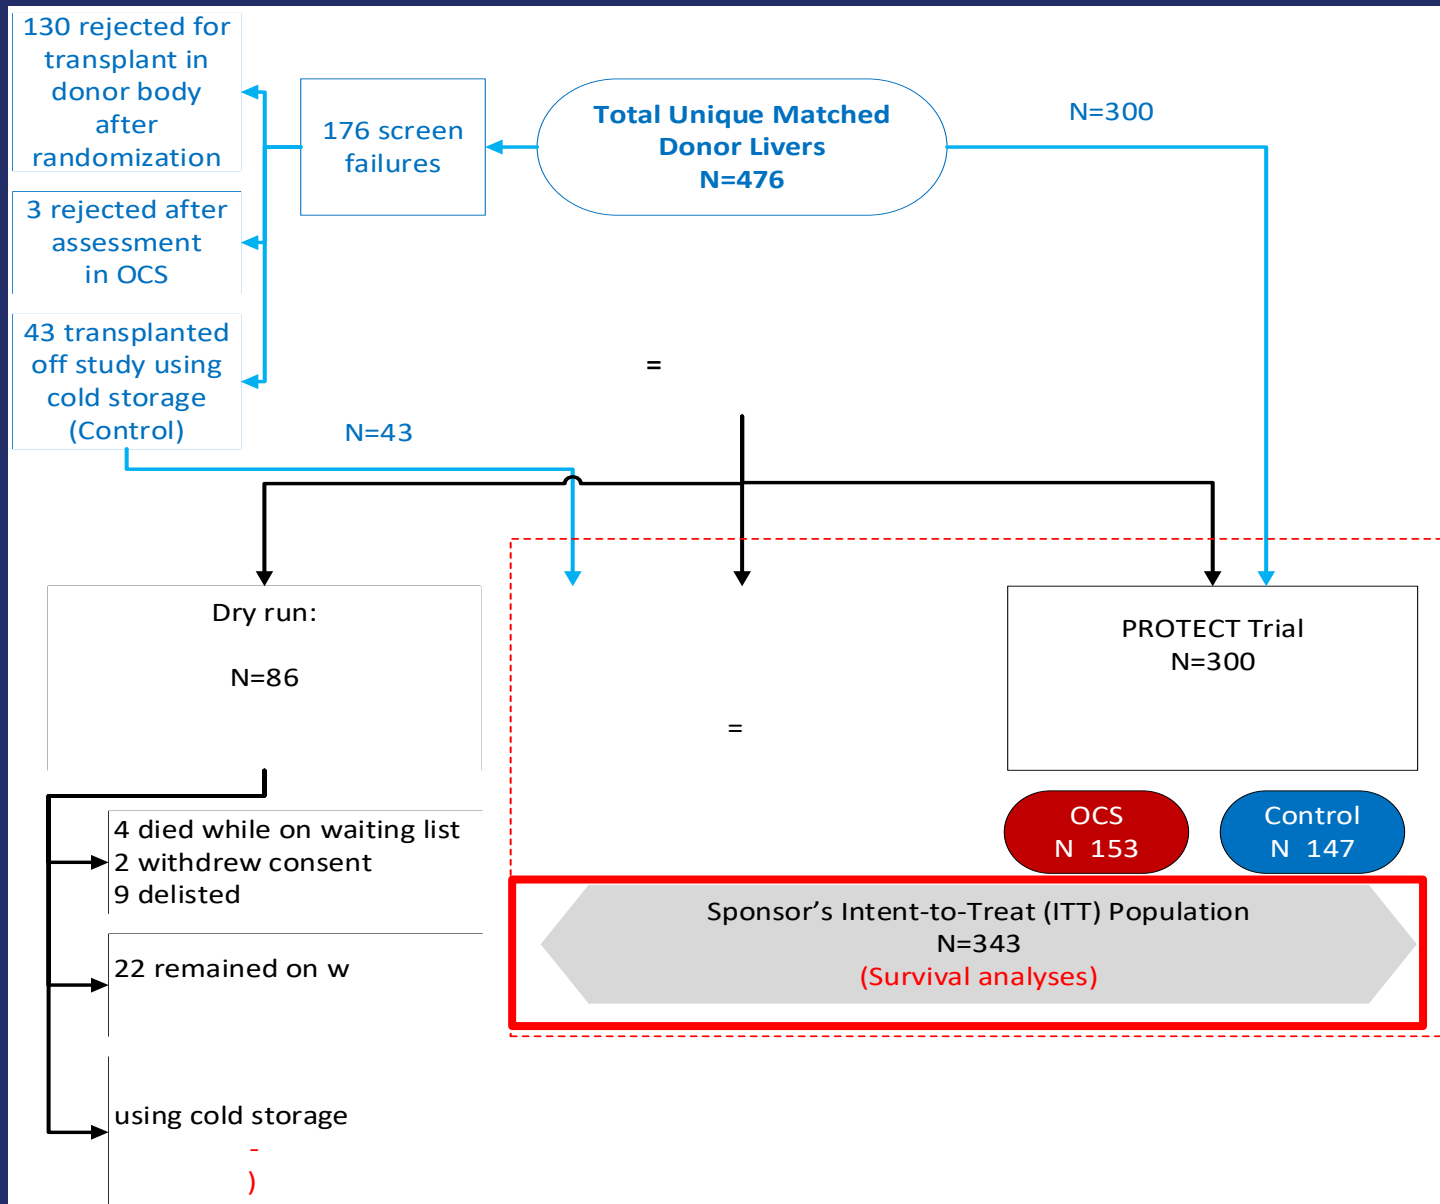 130 rejected for
transplant in
donor body
after
randomization
3 rejected after
assessment
in OCS
43 transplanted
off study using
cold storage
(Control)
176 screen
failures
Total Unique Matched
Donor Livers
N=476
N=300
=
N=43
Dry run:
N=86
4 died while on waiting list
2 withdrew consent
9 delisted
22 remained on w
using cold storage
-
)
=
PROTECT Trial
N=300
OCS
N 153
Control
N 147
Sponsor’s Intent-to-Treat (ITT) Population
N=343
(Survival analyses)